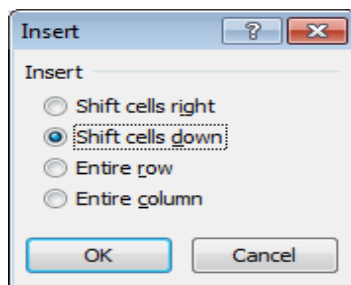 Insert
Insert
Shift cells right
Shift cells down
Entire row
Entire column
OK
Cancel